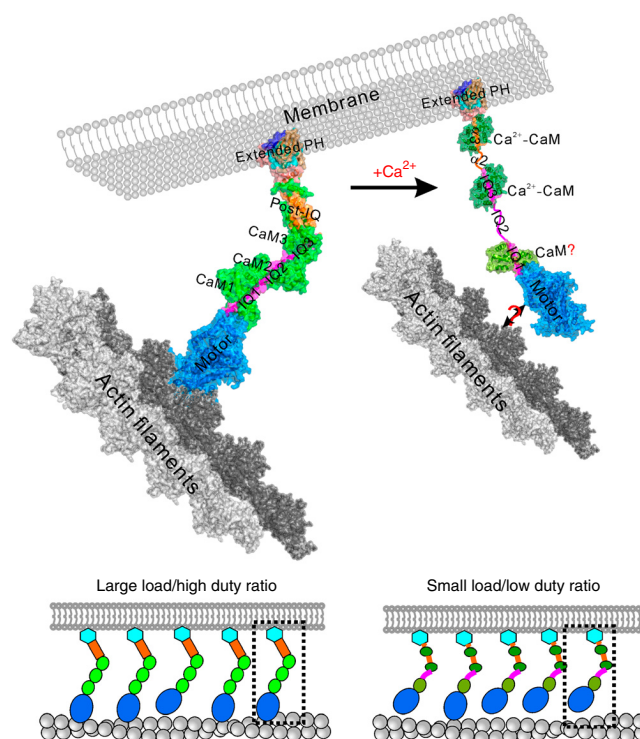 Membrane
Extended PH
Extended PH
+Ca²⁺
α3
Ca²⁺-CaM
α2
Post-IQ
IQ3
Ca²⁺-CaM
CaM3
IQ2
CaM2
IQ3
CaM1
IQ2
IQ1
CaM?
IQ1
Motor
Motor
?
Actin filaments
Actin filaments
Large load/high duty ratio
Small load/low duty ratio